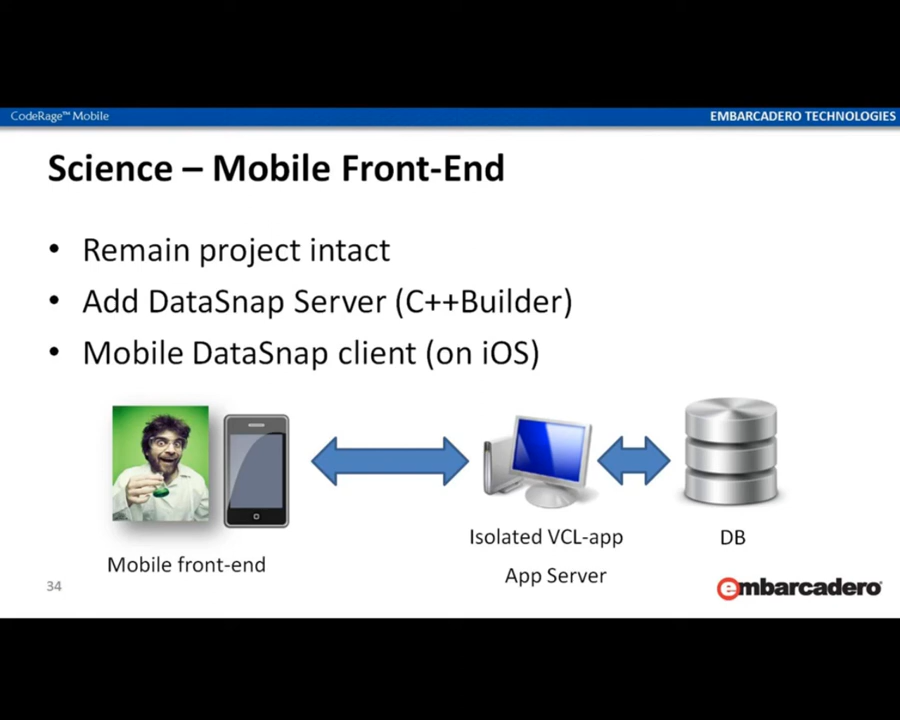 CodeRage™ Mobile
EMBARCADERO TECHNOLOGIES
Science – Mobile Front-End
• Remain project intact
• Add DataSnap Server (C++Builder)
• Mobile DataSnap client (on iOS)
Mobile front-end
Isolated VCL-app
App Server
DB
34
embarcadero®